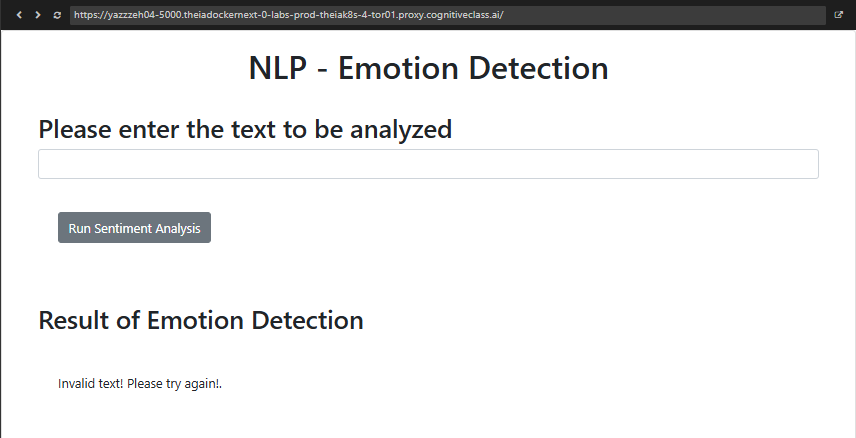 https://yazzzeh04-5000.theiadockernext-0-labs-prod-theiak8s-4-tor01.proxy.cognitiveclass.ai/
NLP - Emotion Detection
Please enter the text to be analyzed
Run Sentiment Analysis
Result of Emotion Detection
Invalid text! Please try again!.